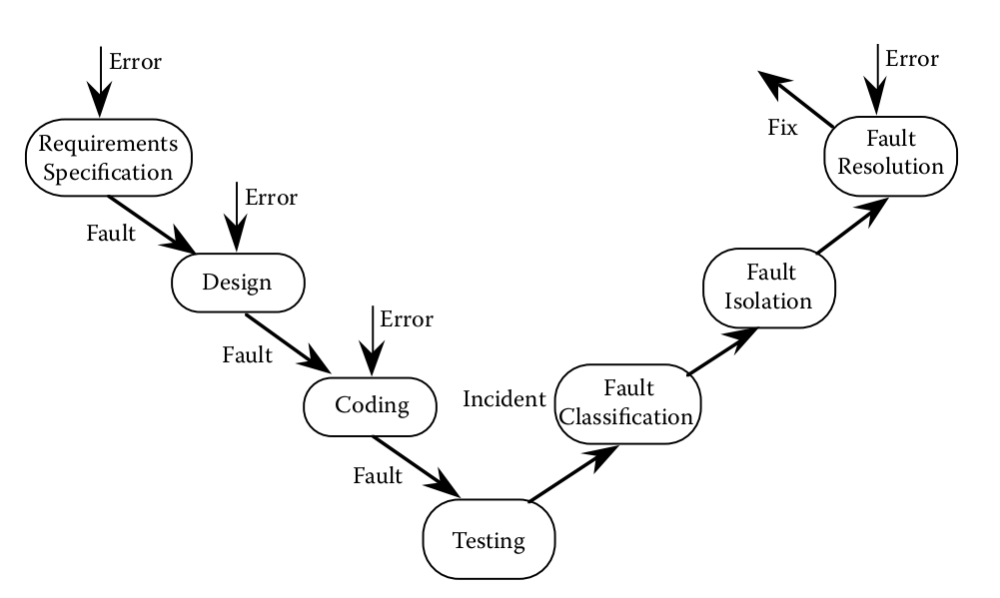 Error
Error
Requirements
Specification
Fix
Fault
Resolution
Error
Fault
Design
Fault
Isolation
Error
Fault
Coding
Incident
Fault
Classification
Fault
Testing